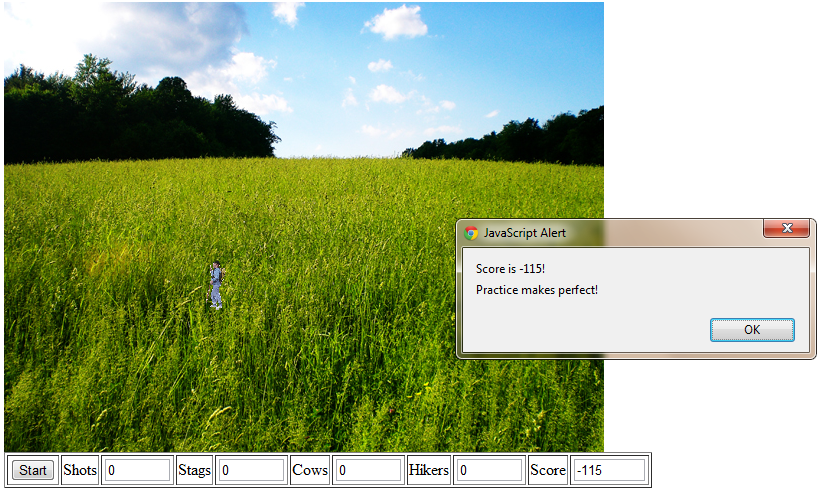 JavaScript Alert
Score is -115!
Practice makes perfect!
OK
Start Shots 0 Stags 0 Cows 0 Hikers 0 Score -115